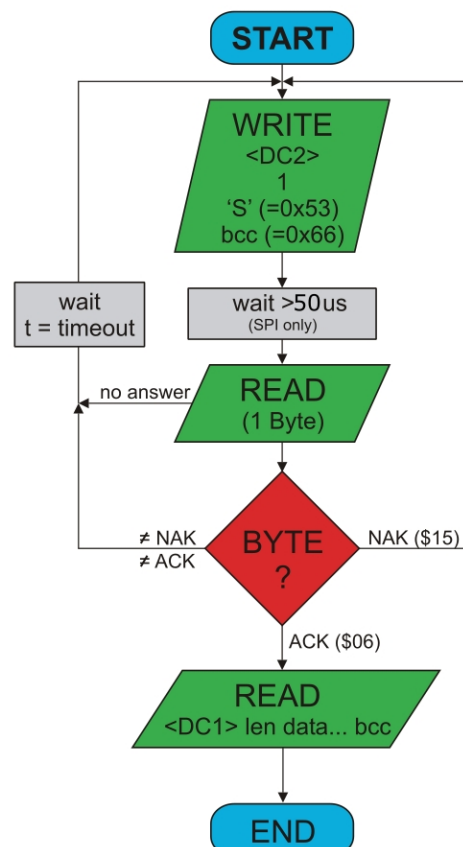 START
WRITE
<DC2>
1
‘S’ (=0x53)
bcc (=0x66)
wait
t = timeout
wait >50us
(SPI only)
no answer
READ
(1 Byte)
≠ NAK
≠ ACK
BYTE
?
NAK ($15)
ACK ($06)
READ
<DC1> len data... bcc
END